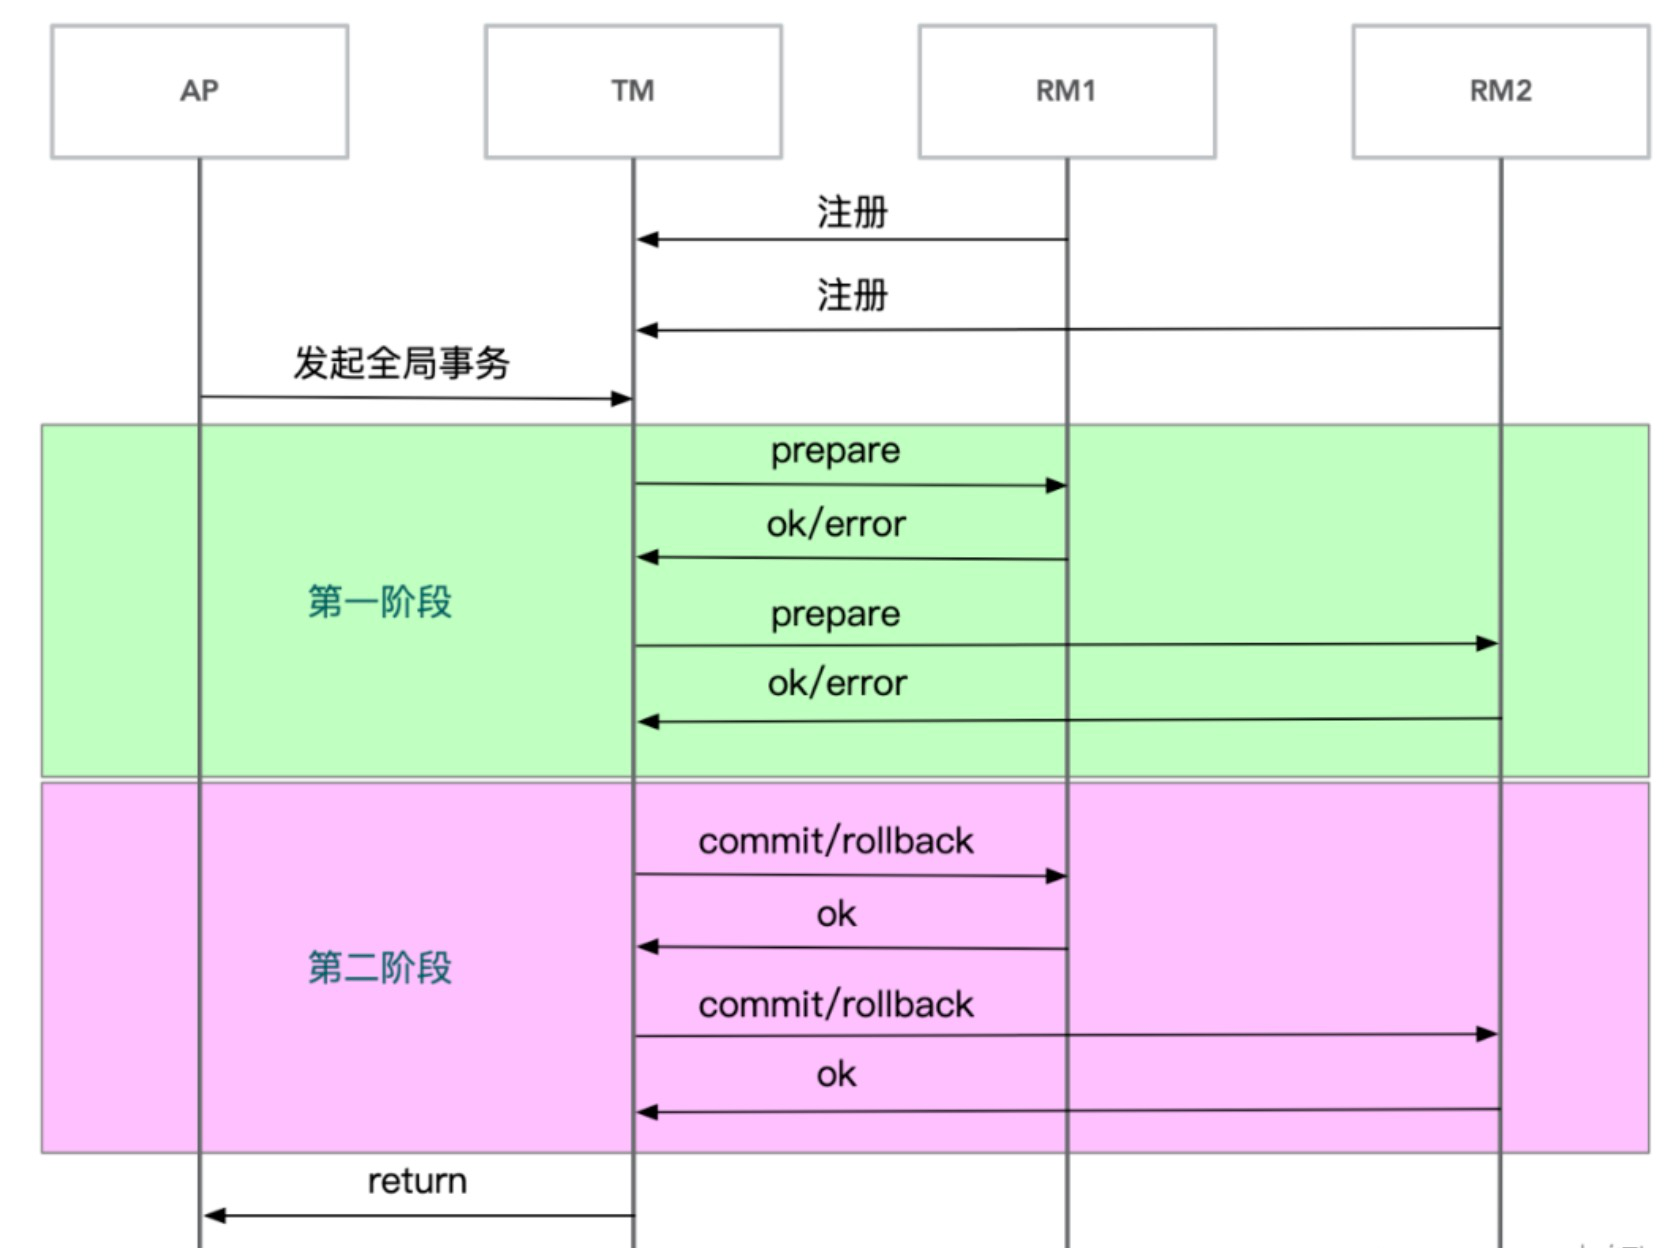 AP
TM
RM1
RM2
注册
注册
发起全局事务
prepare
ok/error
第一阶段
prepare
ok/error
commit/rollback
ok
第二阶段
commit/rollback
ok
return